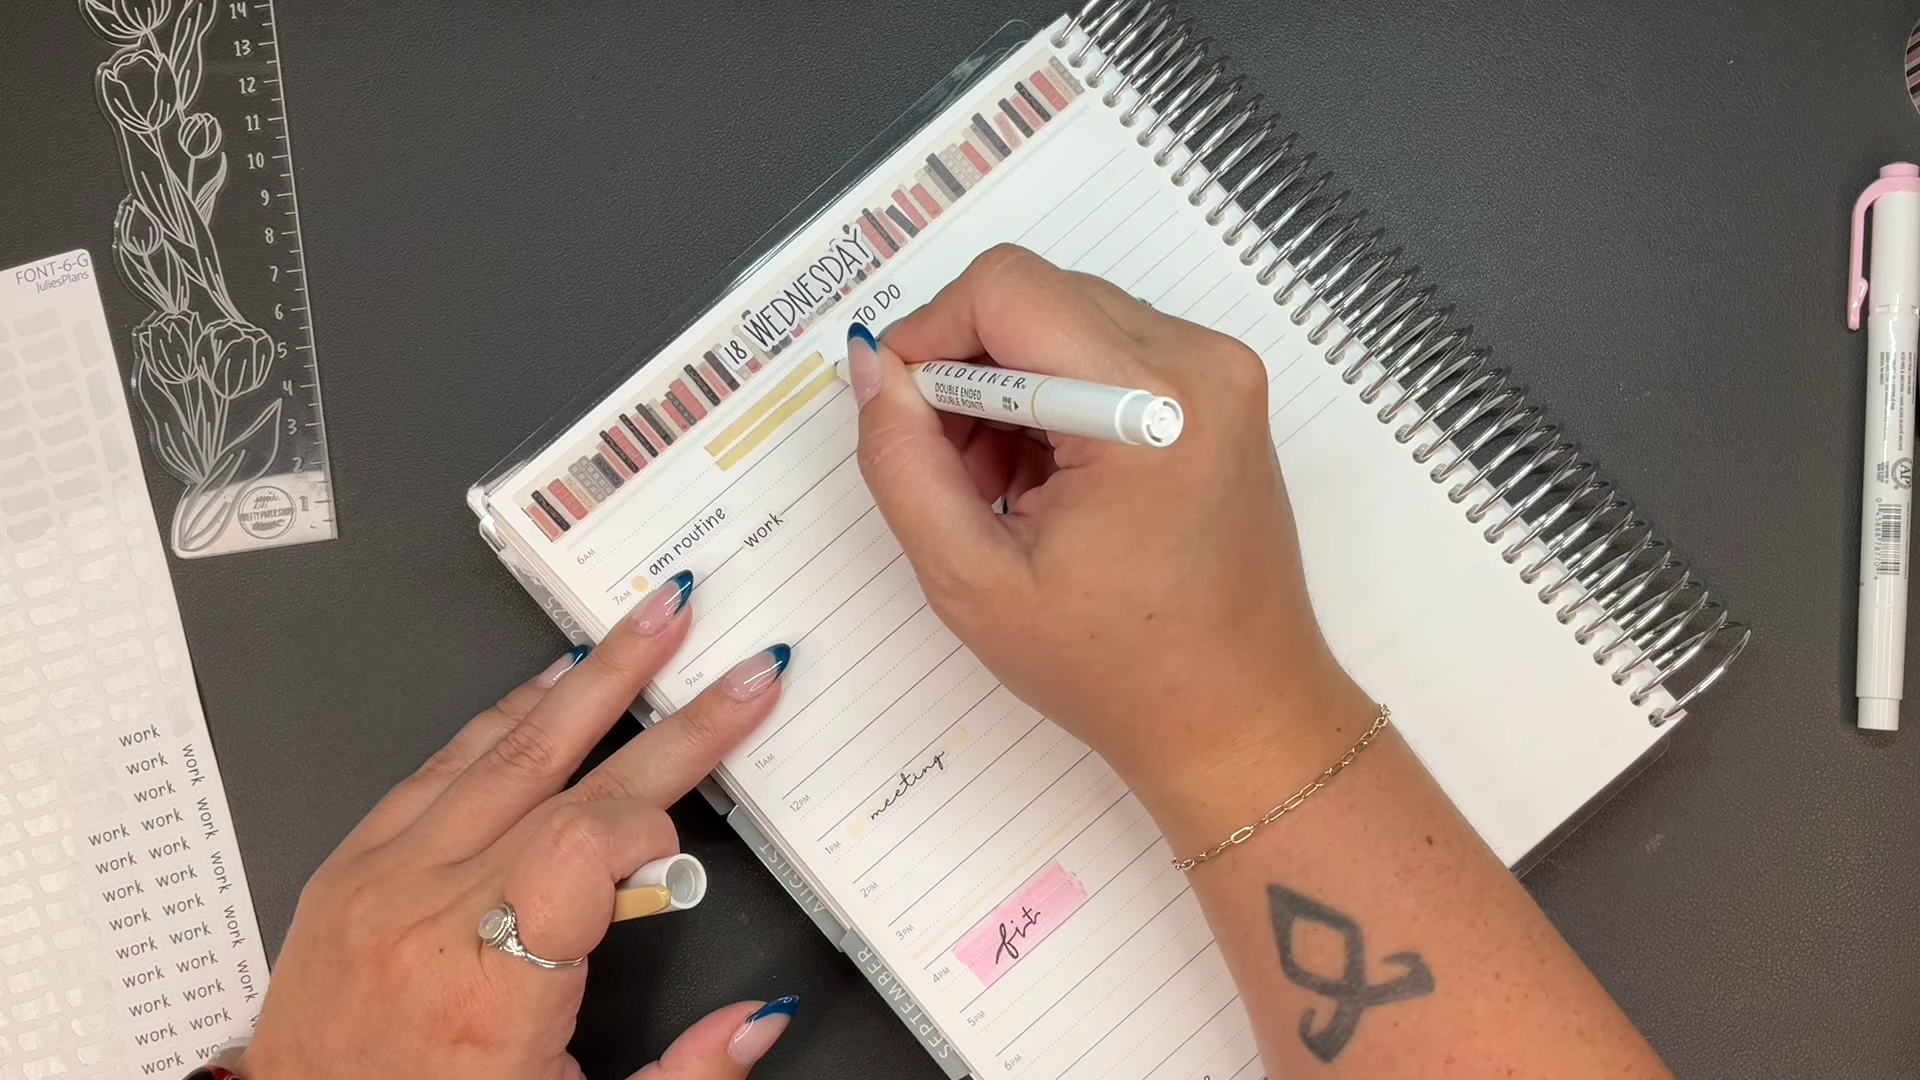 14
13
12
11
10
9
8
7
6
5
4
3
2
1
FONT-6-G
JuliesPlans
work
work
work
work work
work work
work work
work work
work work
work work
work work
work work
work
work
work
work
work
work
work
18 WEDNESDAY
TO DO
6AM
am routine
7AM
work
9AM
11AM
meeting
12PM
1PM
2PM
3PM
fit
4PM
5PM
6PM
2025
AUGUST
SEPTEMBER
MILDLINER
DOUBLE ENDED
DOUBLE POINTE
FINE
AP